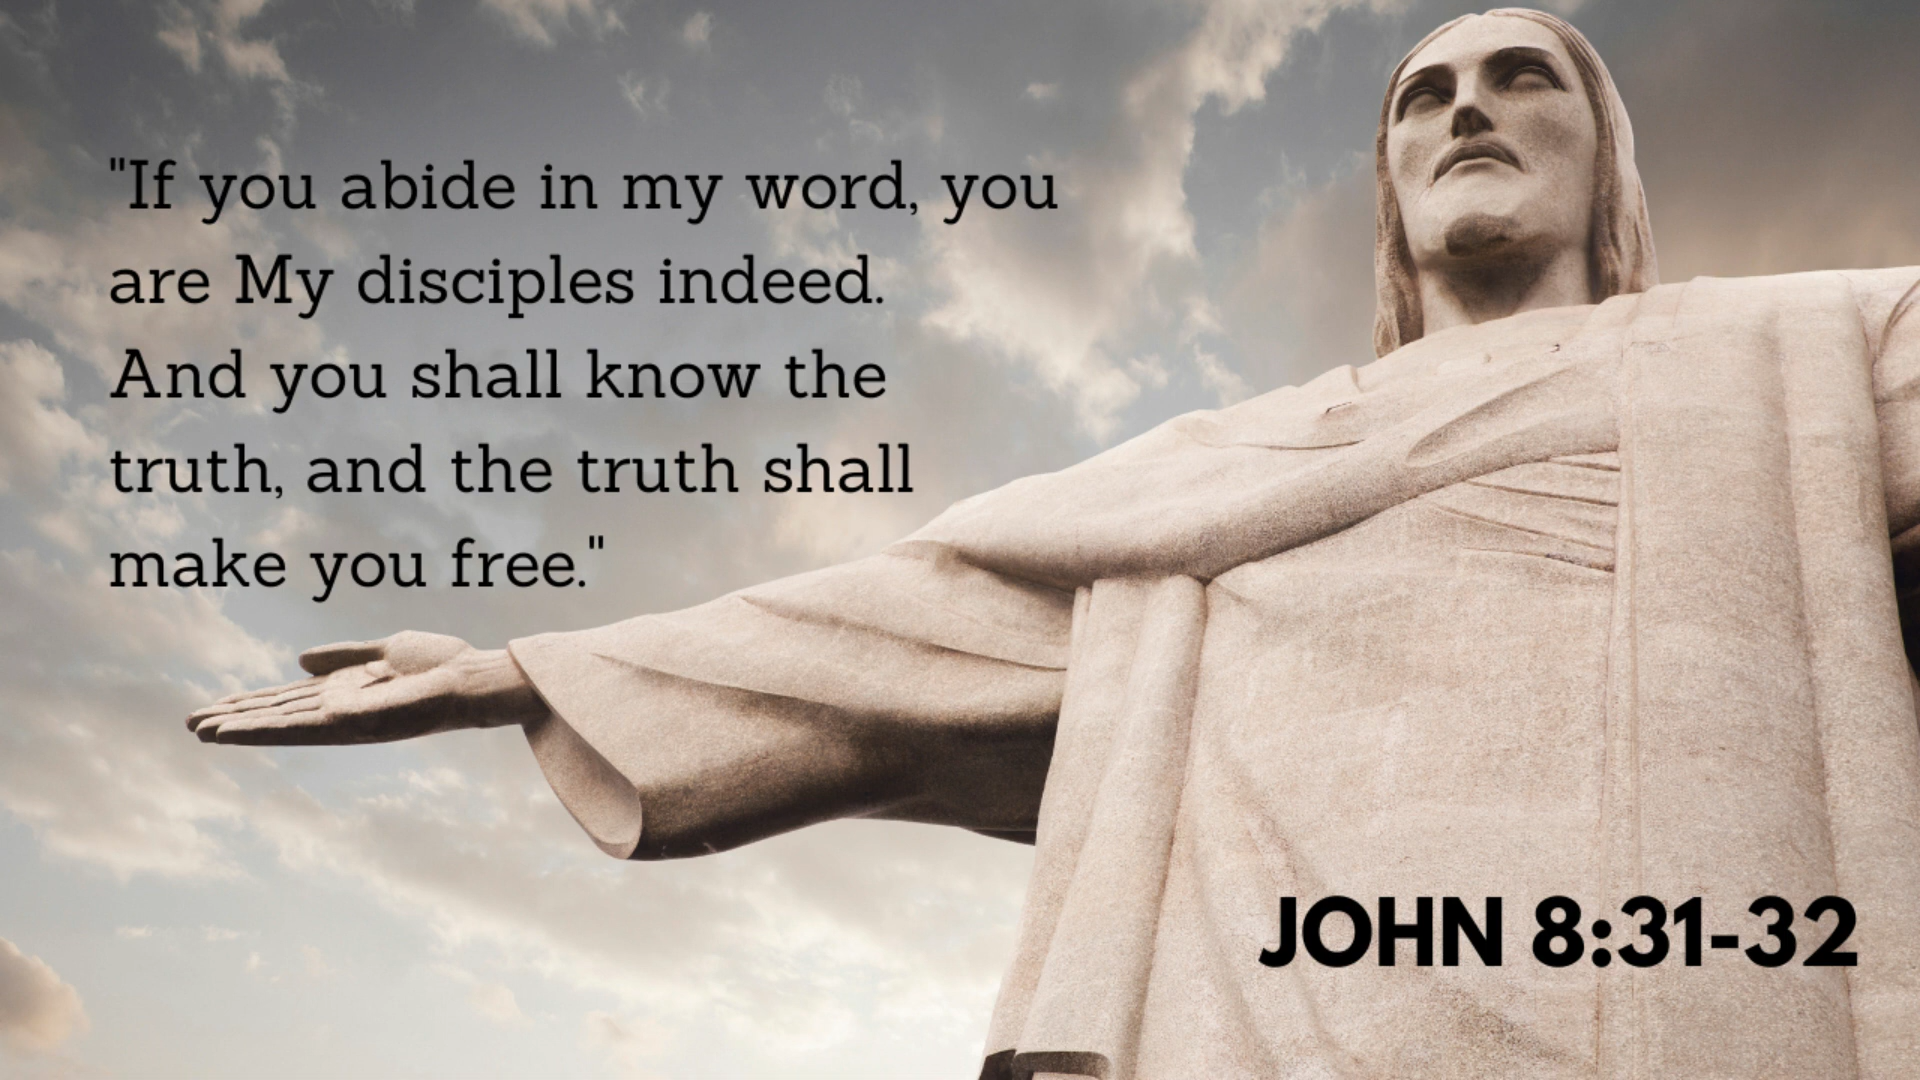 "If you abide in my word, you
are My disciples indeed.
And you shall know the
truth, and the truth shall
make you free."
JOHN 8:31-32